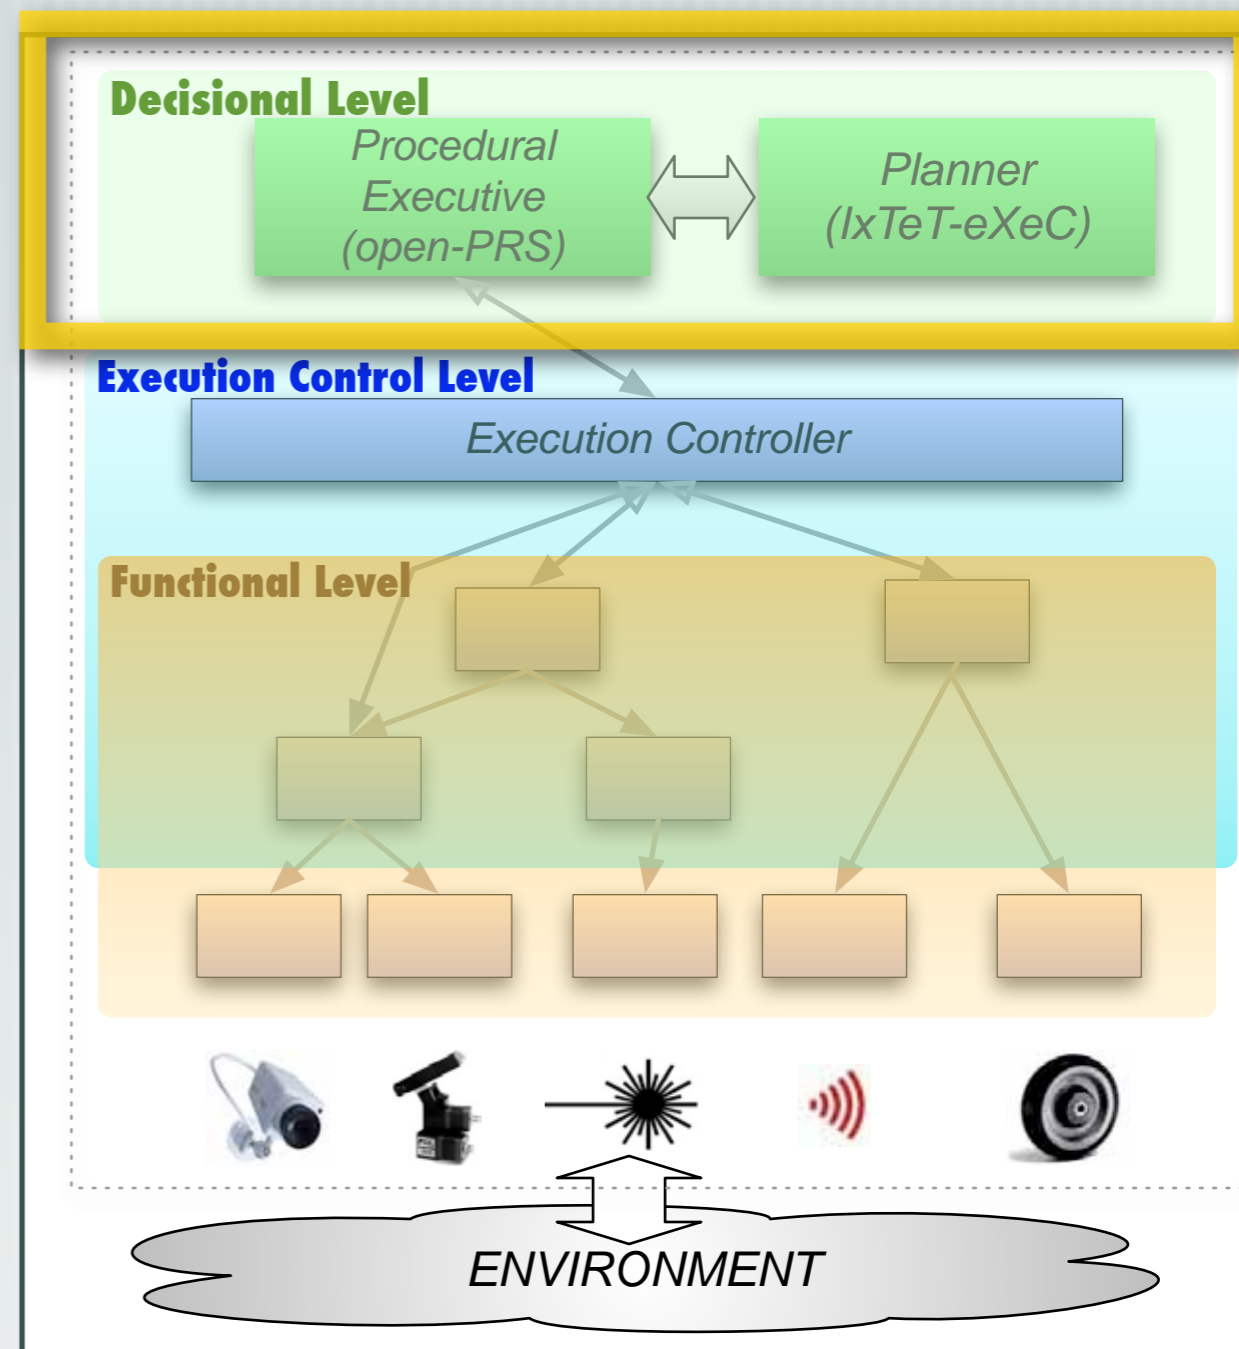 Decisional Level
Procedural
Executive
(open-PRS)
Planner
(IxTeT-eXeC)
Execution Control Level
Execution Controller
Functional Level
ENVIRONMENT